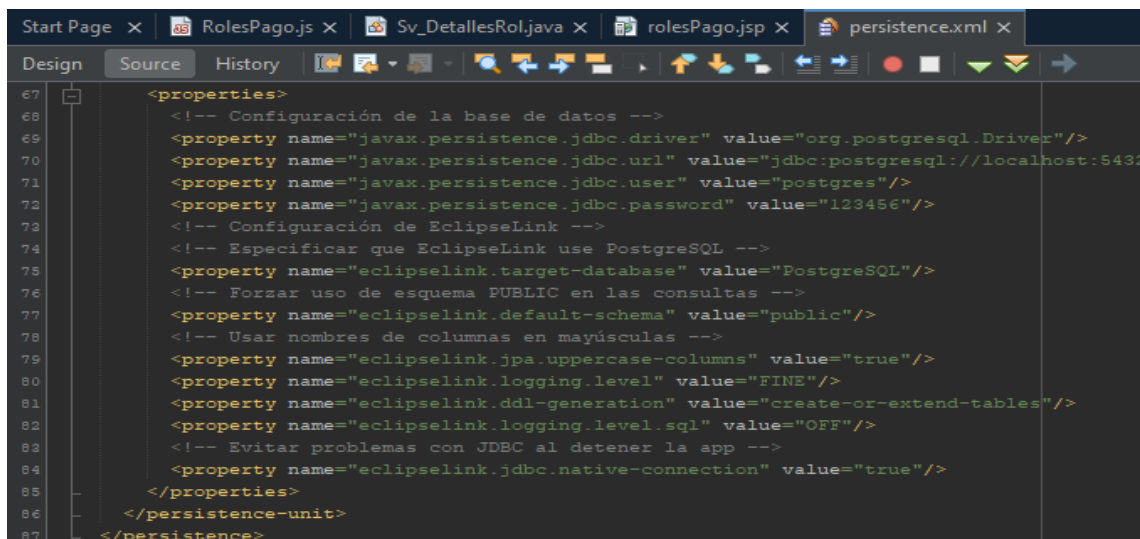 Start Page RolesPago.js Sv_DetallesRol.java rolesPago.jsp persistence.xml
Design Source History
67 <properties>
68 <!-- Configuración de la base de datos -->
69 <property name="javax.persistence.jdbc.driver" value="org.postgresql.Driver"/>
70 <property name="javax.persistence.jdbc.url" value="jdbc:postgresql://localhost:5432
71 <property name="javax.persistence.jdbc.user" value="postgres"/>
72 <property name="javax.persistence.jdbc.password" value="123456"/>
73 <!-- Configuración de EclipseLink -->
74 <!-- Especificar que EclipseLink use PostgreSQL -->
75 <property name="eclipselink.target-database" value="PostgreSQL"/>
76 <!-- Forzar uso de esquema PUBLIC en las consultas -->
77 <property name="eclipselink.default-schema" value="public"/>
78 <!-- Usar nombres de columnas en mayúsculas -->
79 <property name="eclipselink.jpa.uppercase-columns" value="true"/>
80 <property name="eclipselink.logging.level" value="FINE"/>
81 <property name="eclipselink.ddl-generation" value="create-or-extend-tables"/>
82 <property name="eclipselink.logging.level.sql" value="OFF"/>
83 <!-- Evitar problemas con JDBC al detener la app -->
84 <property name="eclipselink.jdbc.native-connection" value="true"/>
85 </properties>
86 </persistence-unit>
87 </persistence>